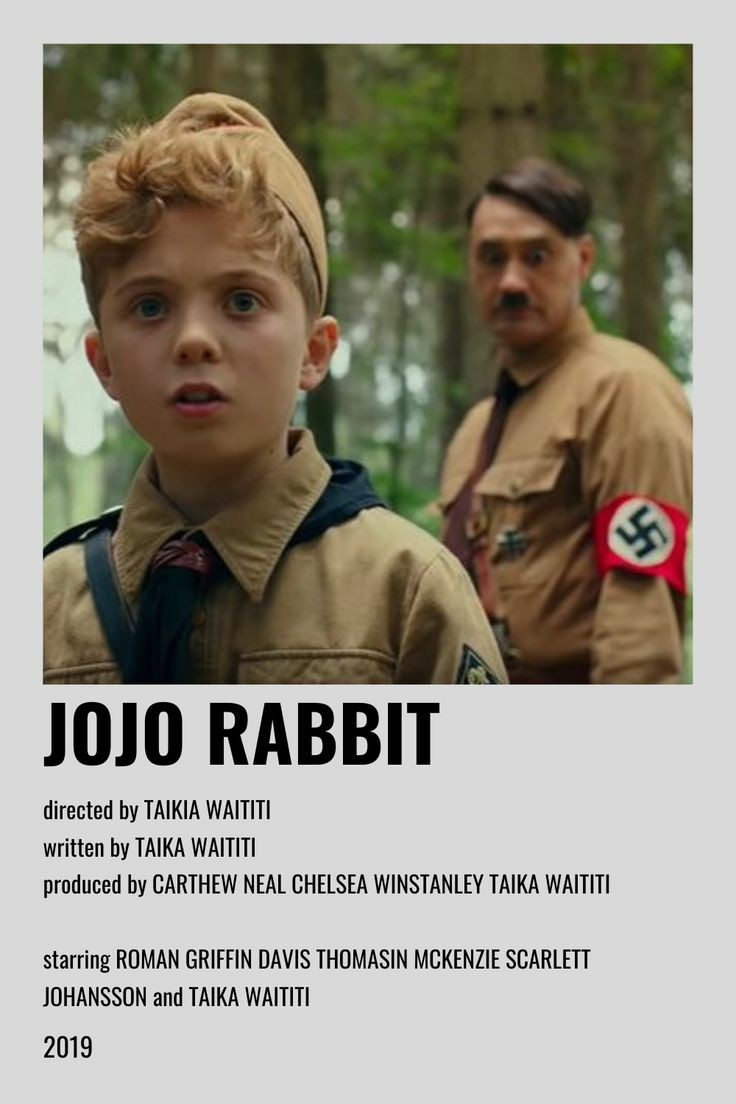 JOJO RABBIT
directed by TAIKIA WAITITI
written by TAIKA WAITITI
produced by CARTHEW NEAL CHELSEA WINSTANLEY TAIKA WAITITI
starring ROMAN GRIFFIN DAVIS THOMASIN MCKENZIE SCARLETT
JOHANSSON and TAIKA WAITITI
2019